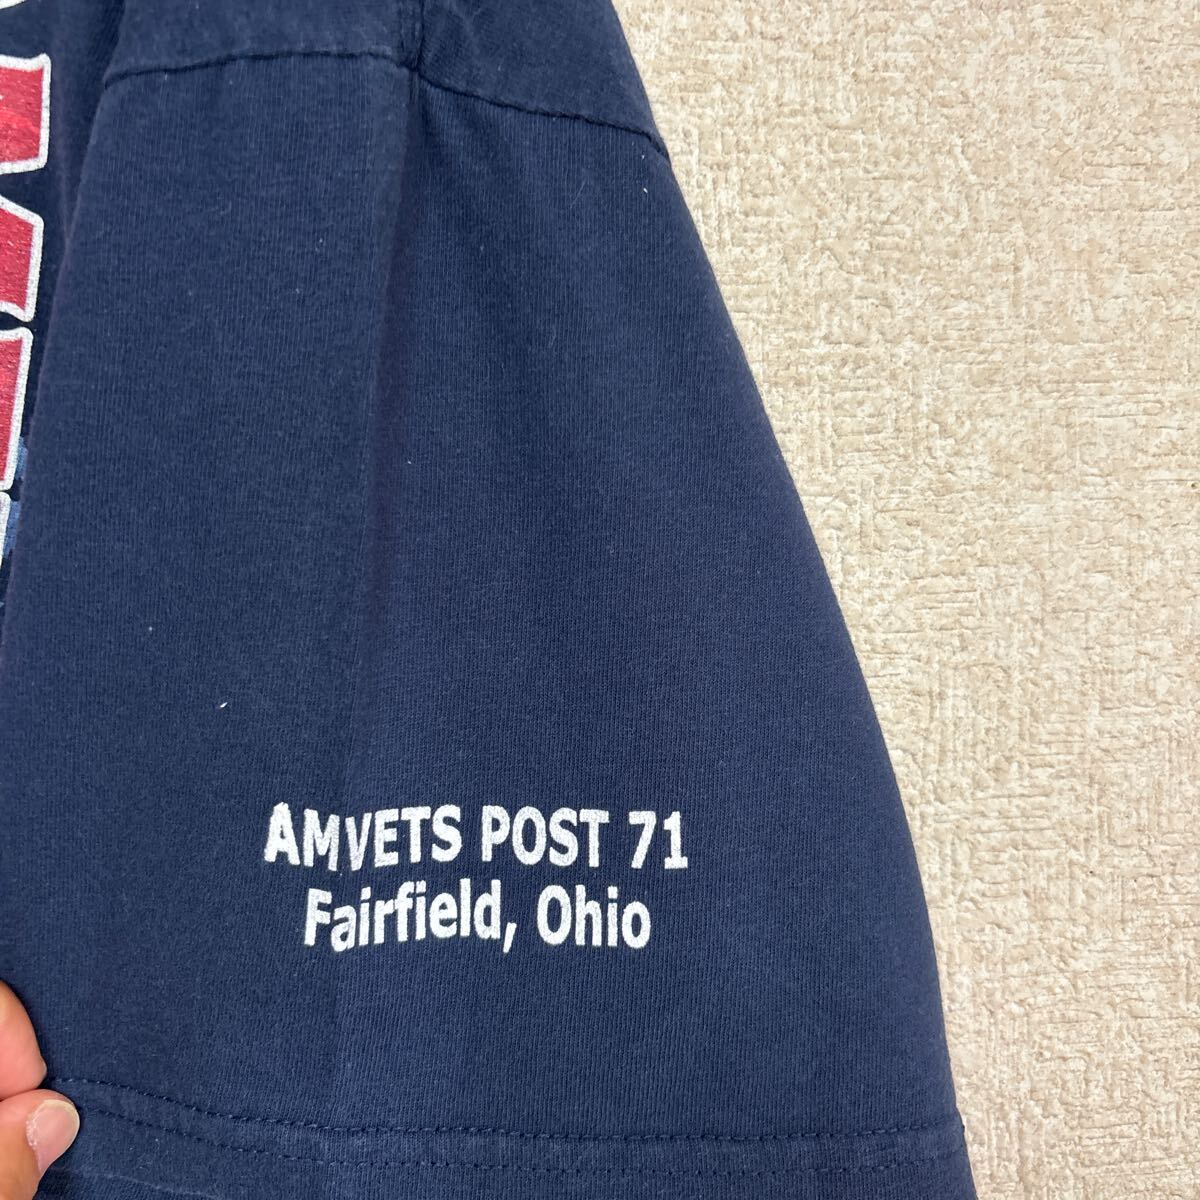 AMVETS POST 71
Fairfield, Ohio